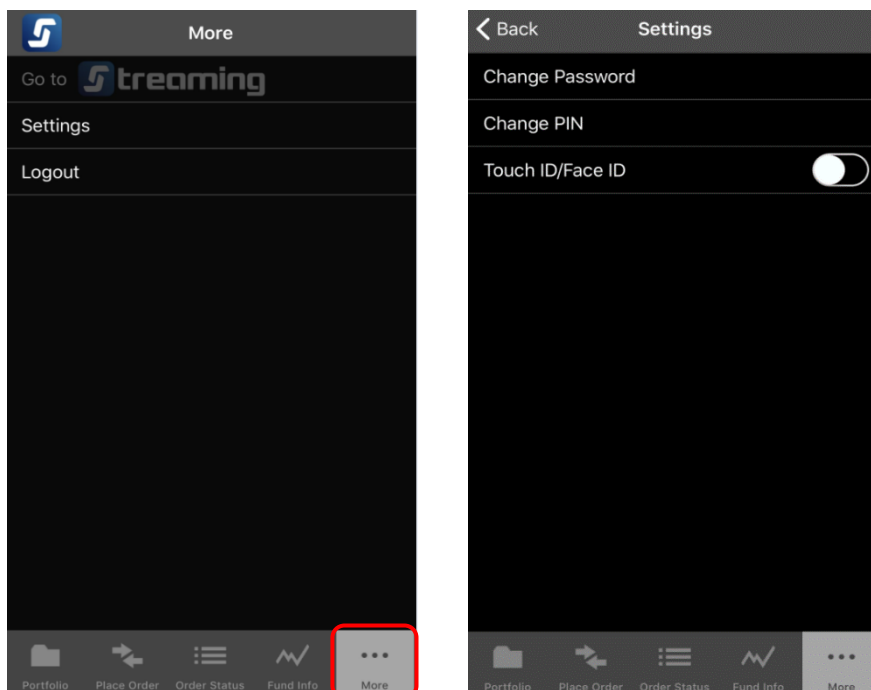 More
Go to Streaming
Settings
Logout
Portfolio Place Order Order Status Fund Info More
Back Settings
Change Password
Change PIN
Touch ID/Face ID
Portfolio Place Order Order Status Fund Info More